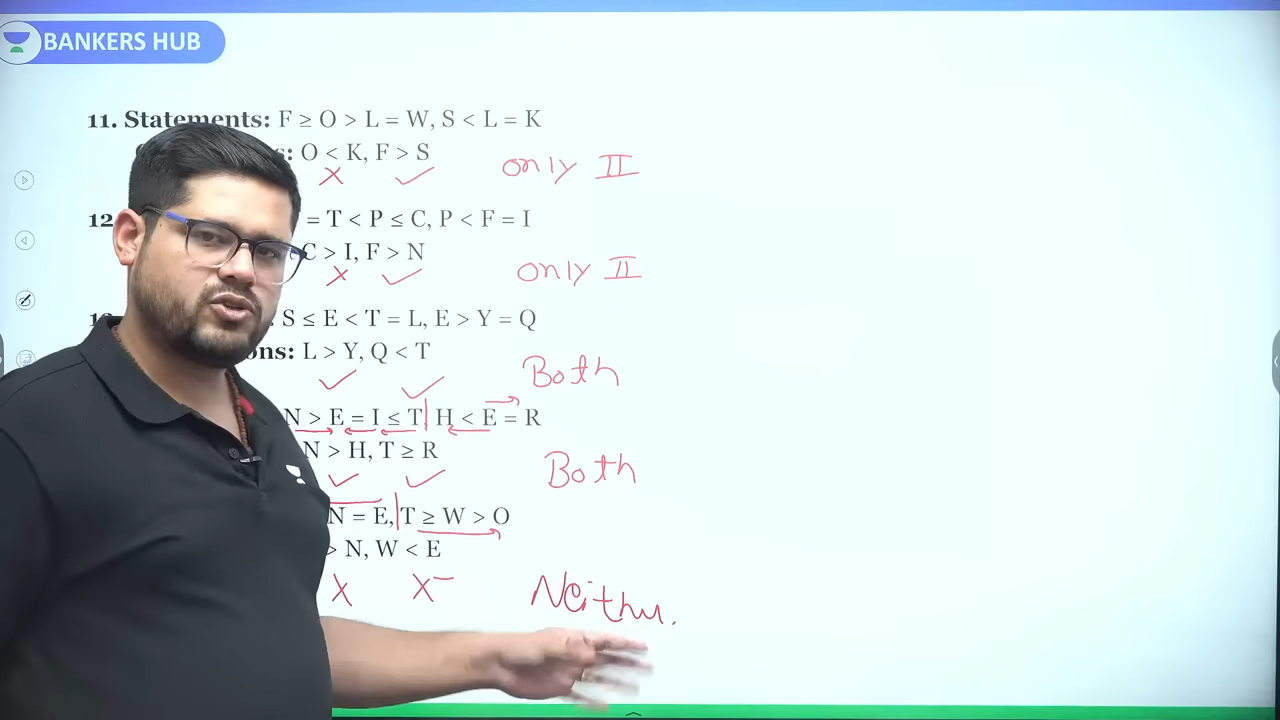 BANKERS HUB
11. Statements: F ≥ O > L = W, S < L = K
s: O < K, F > S
only II
12
= T < P ≤ C, P < F = I
C > I, F > N
only II
S ≤ E < T = L, E > Y = Q
ons: L > Y, Q < T
Both
N > E = I ≤ T, H < E = R
N > H, T ≥ R
Both
N = E, T ≥ W > O
> N, W < E
Neither.